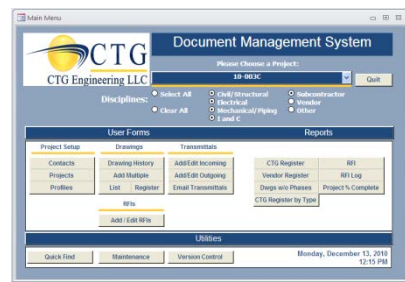 Main Menu
CTG
CTG Engineering LLC
Document Management System
Please Choose a Project:
10-003C
Quit
Disciplines:
Select All
Clear All
Civil/Structural
Electrical
Mechanical/Piping
I and C
Subcontractor
Vendor
Other
User Forms
Reports
Project Setup
Drawings
Transmittals
Contacts
Drawing History
Add/Edit Incoming
CTG Register
RFI
Projects
Add Multiple
Add/Edit Outgoing
Vendor Register
RFI Log
Profiles
List
Register
Email Transmittals
Dwgs w/o Phases
Project % Complete
CTG Register by Type
RFIs
Add / Edit RFIs
Utilities
Quick Find
Maintenance
Version Control
Monday, December 13, 2010
12:15 PM